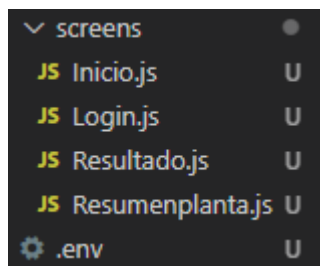 screens
JS Inicio.js U
JS Login.js U
JS Resultado.js U
JS Resumenplanta.js U
.env U